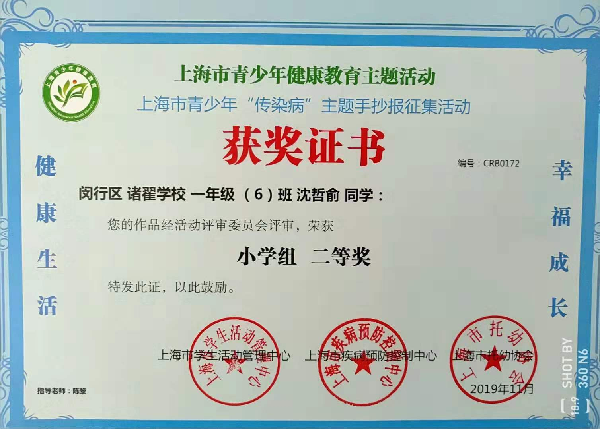 上海市青少年健康教育主题活动
上海市青少年“传染病”主题手抄报征集活动
获奖证书
编号：CRB0172
健康生活
幸福成长
闵行区 诸翟学校 一年级 （6）班 沈哲俞 同学：
您的作品经活动评审委员会评审，荣获
小学组 二等奖
特发此证，以此鼓励。
上海市学生活动管理中心
上海市疾病预防控制中心
上海市托幼协会
2019年11月
上海学生活动管理中心
上海市疾病预防控制中心
上海市托幼协会
SHOT BY
360 N6